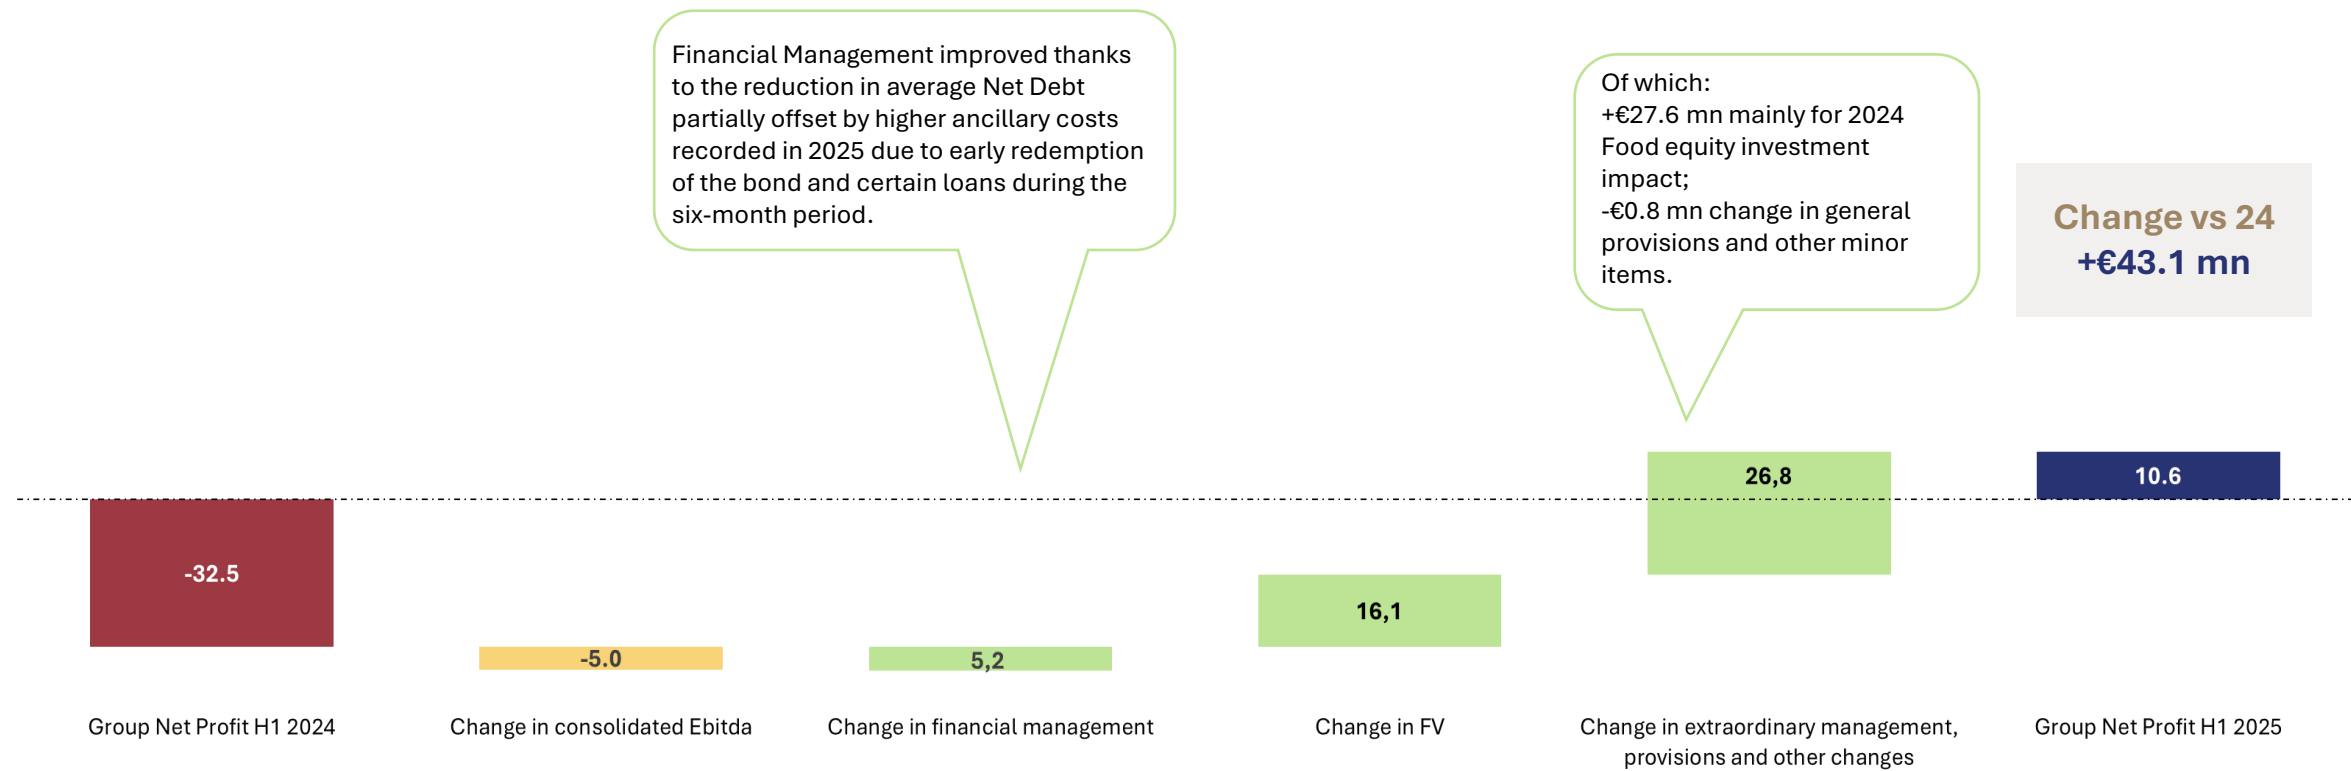 Financial Management improved thanks
to the reduction in average Net Debt
partially offset by higher ancillary costs
recorded in 2025 due to early redemption
of the bond and certain loans during the
six-month period.
Of which:
+€27.6 mn mainly for 2024
Food equity investment
impact;
-€0.8 mn change in general
provisions and other minor
items.
Change vs 24
+€43.1 mn
-32.5
-5.0
5,2
16,1
26,8
10.6
Group Net Profit H1 2024
Change in consolidated Ebitda
Change in financial management
Change in FV
Change in extraordinary management,
provisions and other changes
Group Net Profit H1 2025